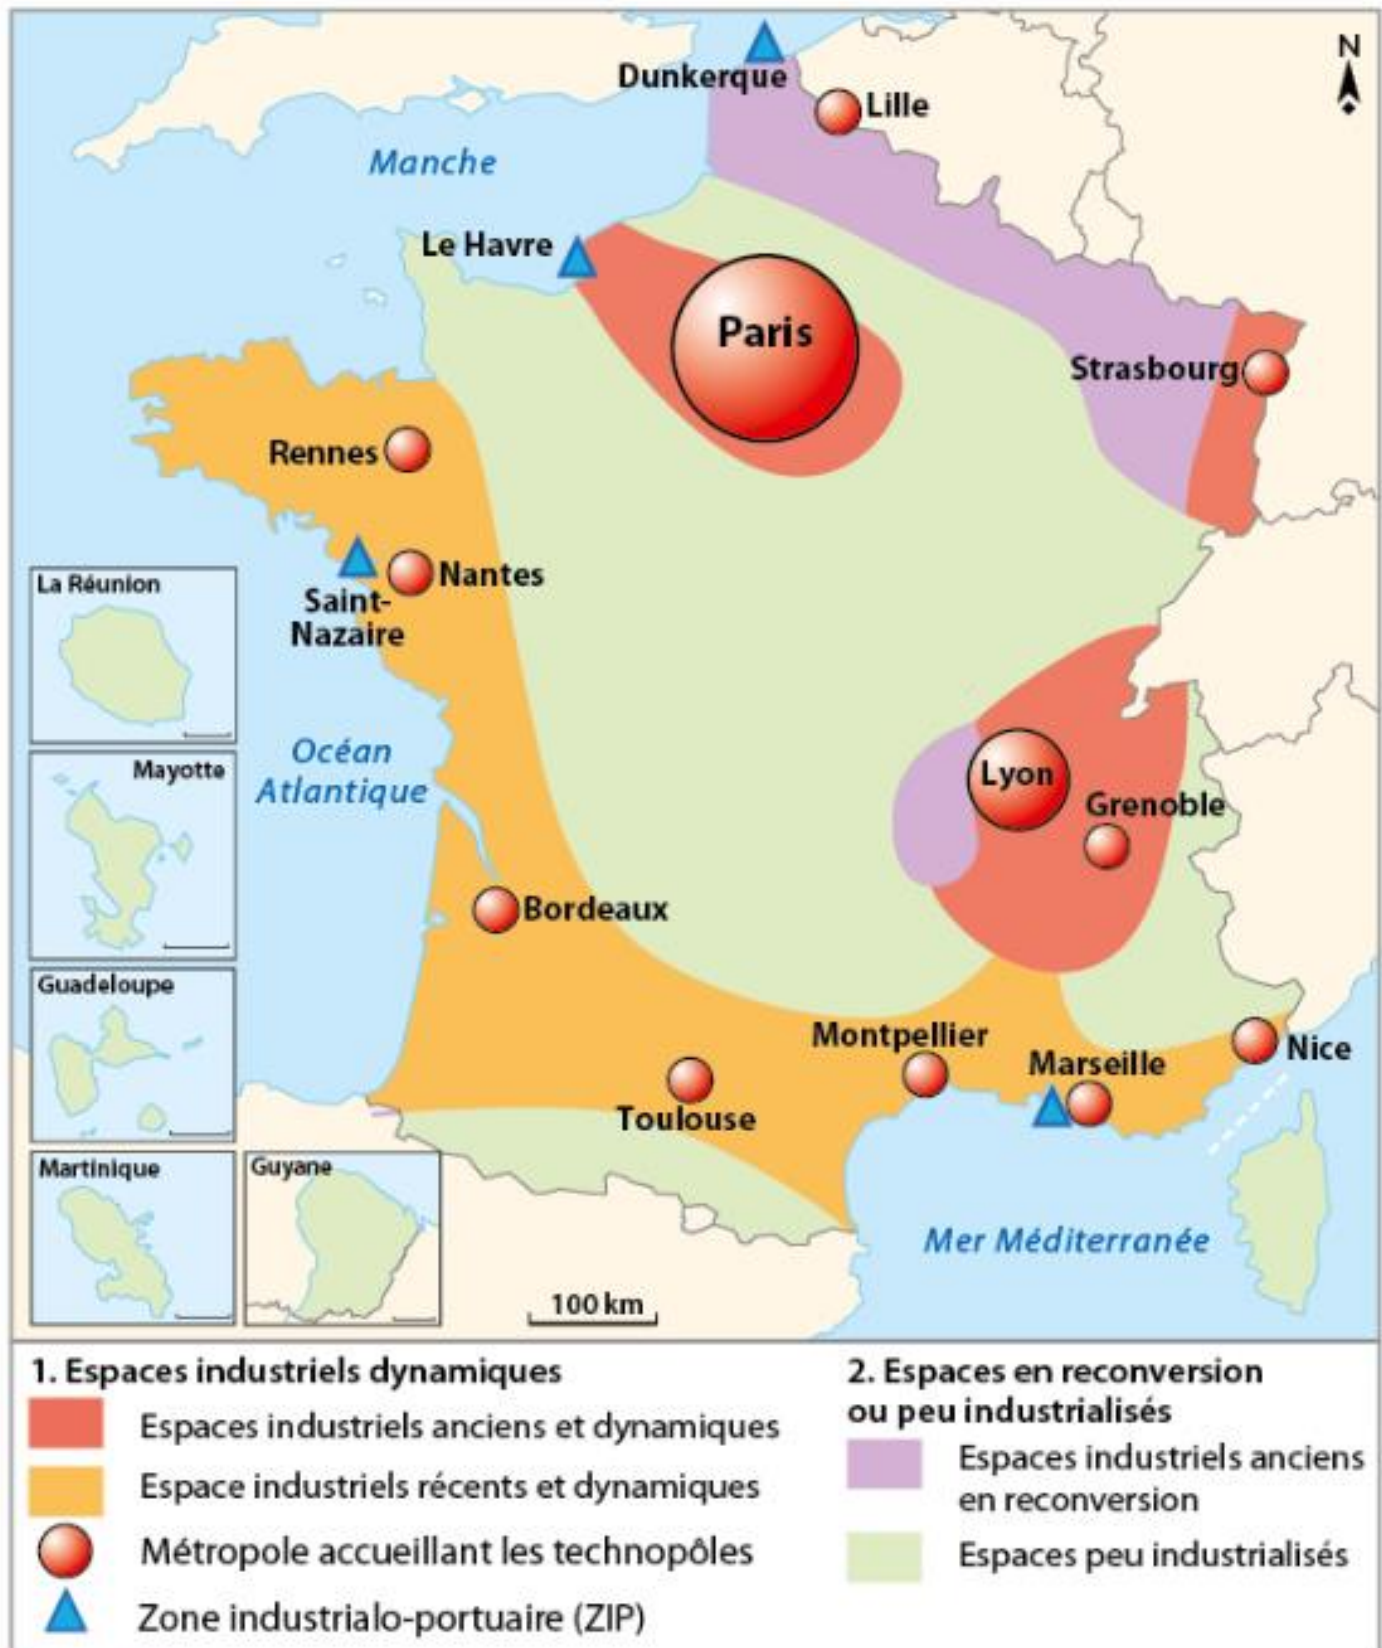 N
Dunkerque
Lille
Manche
Le Havre
Paris
Strasbourg
Rennes
Nantes
Saint-
Nazaire
La Réunion
Océan
Atlantique
Mayotte
Lyon
Grenoble
Bordeaux
Guadeloupe
Montpellier
Marseille
Nice
Toulouse
Martinique
Guyane
Mer Méditerranée
100 km
1. Espaces industriels dynamiques
Espaces industriels anciens et dynamiques
Espace industriels récents et dynamiques
Métropole accueillant les technopôles
Zone industrialo-portuaire (ZIP)
2. Espaces en reconversion
ou peu industrialisés
Espaces industriels anciens
en reconversion
Espaces peu industrialisés